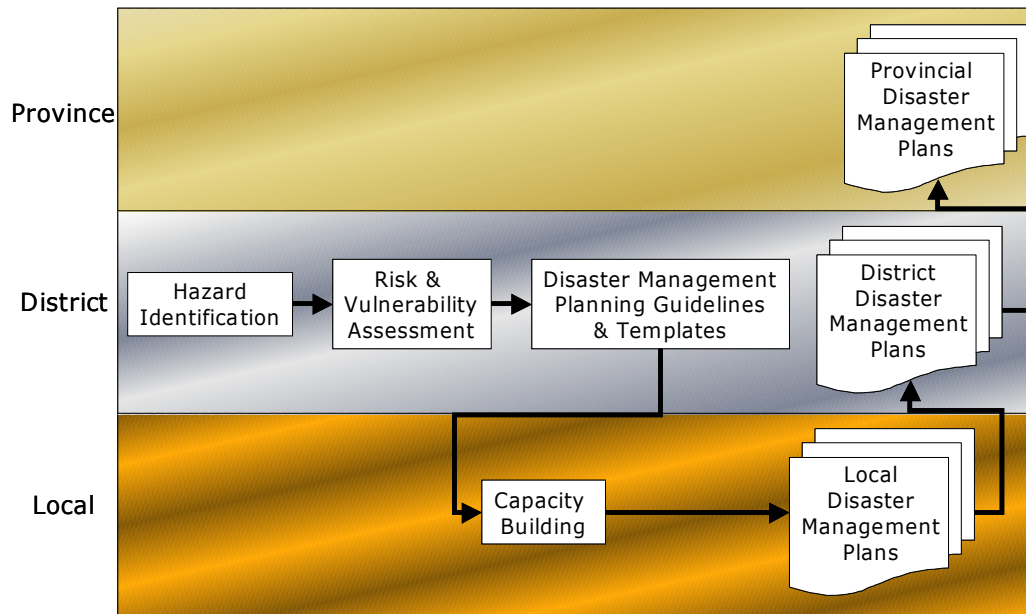 Province
Provincial
Disaster
Management
Plans
District
Hazard
Identification
Risk &
Vulnerability
Assessment
Disaster Management
Planning Guidelines
& Templates
District
Disaster
Management
Plans
Local
Capacity
Building
Local
Disaster
Management
Plans